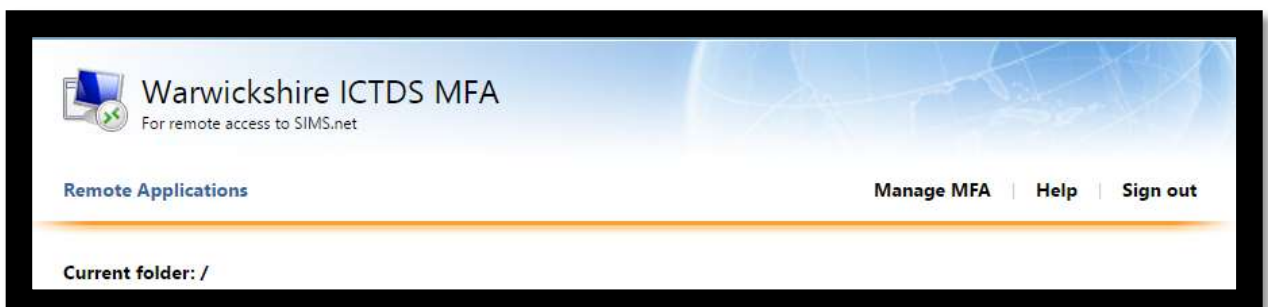 Warwickshire ICTDS MFA
For remote access to SIMS.net
Remote Applications
Manage MFA | Help | Sign out
Current folder: /